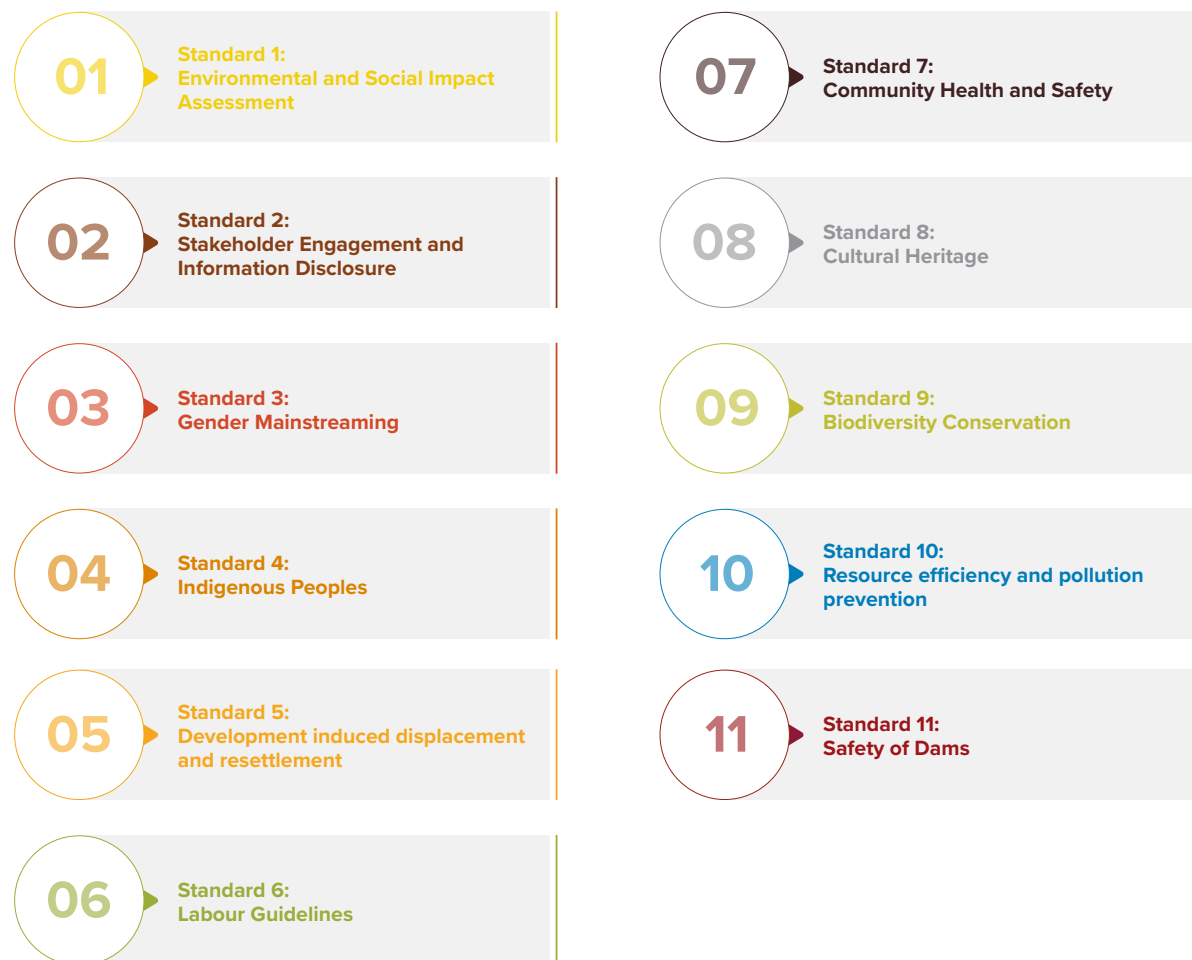 01
Standard 1:
Environmental and Social Impact
Assessment
02
Standard 2:
Stakeholder Engagement and
Information Disclosure
03
Standard 3:
Gender Mainstreaming
04
Standard 4:
Indigenous Peoples
05
Standard 5:
Development induced displacement
and resettlement
06
Standard 6:
Labour Guidelines
07
Standard 7:
Community Health and Safety
08
Standard 8:
Cultural Heritage
09
Standard 9:
Biodiversity Conservation
10
Standard 10:
Resource efficiency and pollution
prevention
11
Standard 11:
Safety of Dams